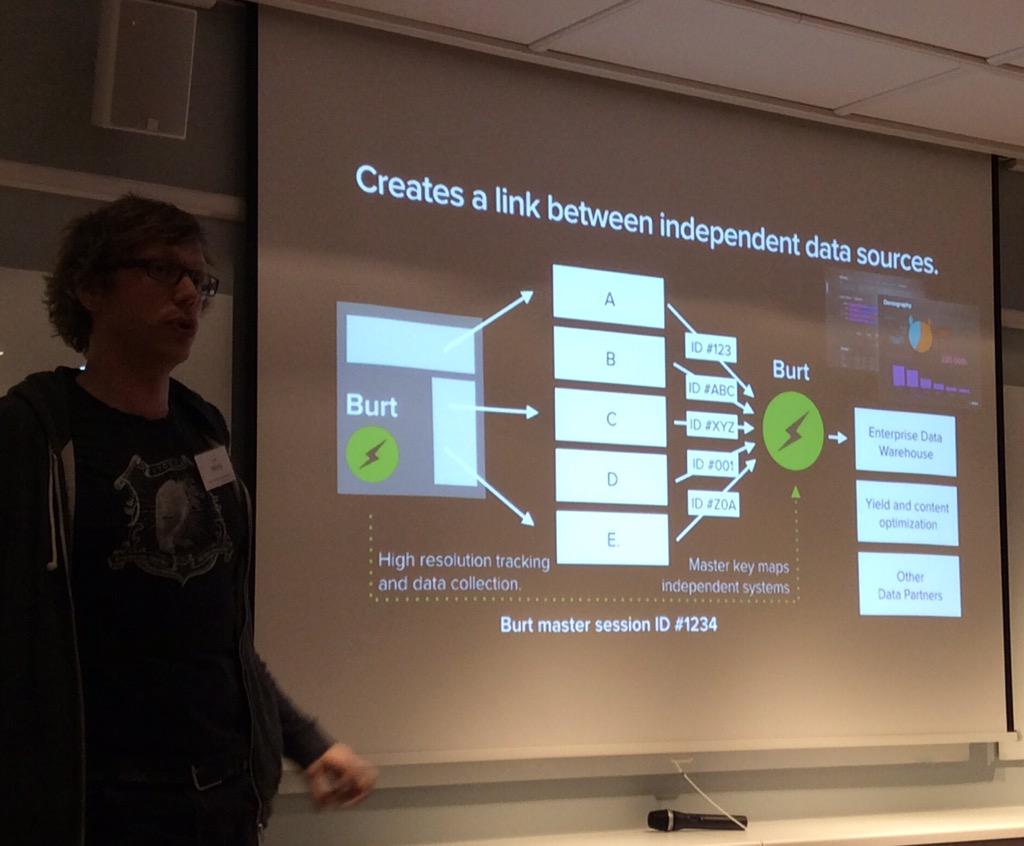 Creates a link between independent data sources.
Burt
A
B
C
D
E.
ID #123
ID #ABC
ID #XYZ
ID #001
ID #Z0A
Burt
Demography
Enterprise Data
Warehouse
Yield and content
optimization
Other
Data Partners
High resolution tracking
and data collection.
Master key maps
independent systems
Burt master session ID #1234